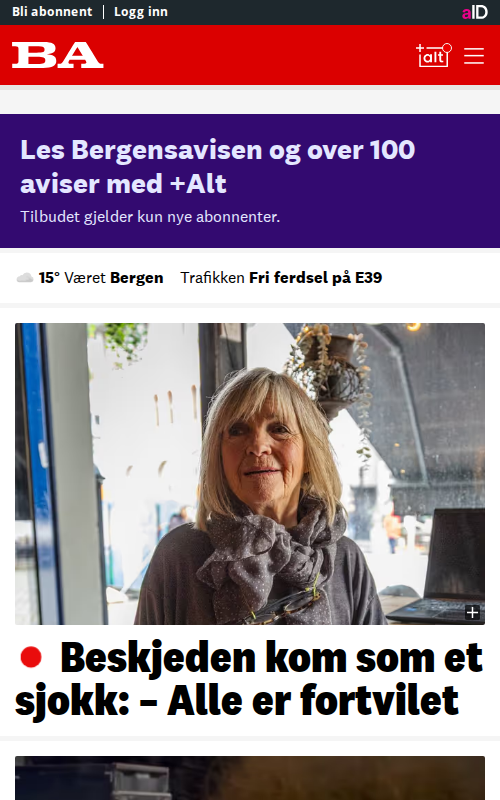 Bli abonnent Logg inn aID
BA +alt
Les Bergensavisen og over 100
aviser med +Alt
Tilbudet gjelder kun nye abonnenter.
15° Været Bergen Trafikken Fri ferdsel på E39
Beskjeden kom som et
sjokk: – Alle er fortvilet